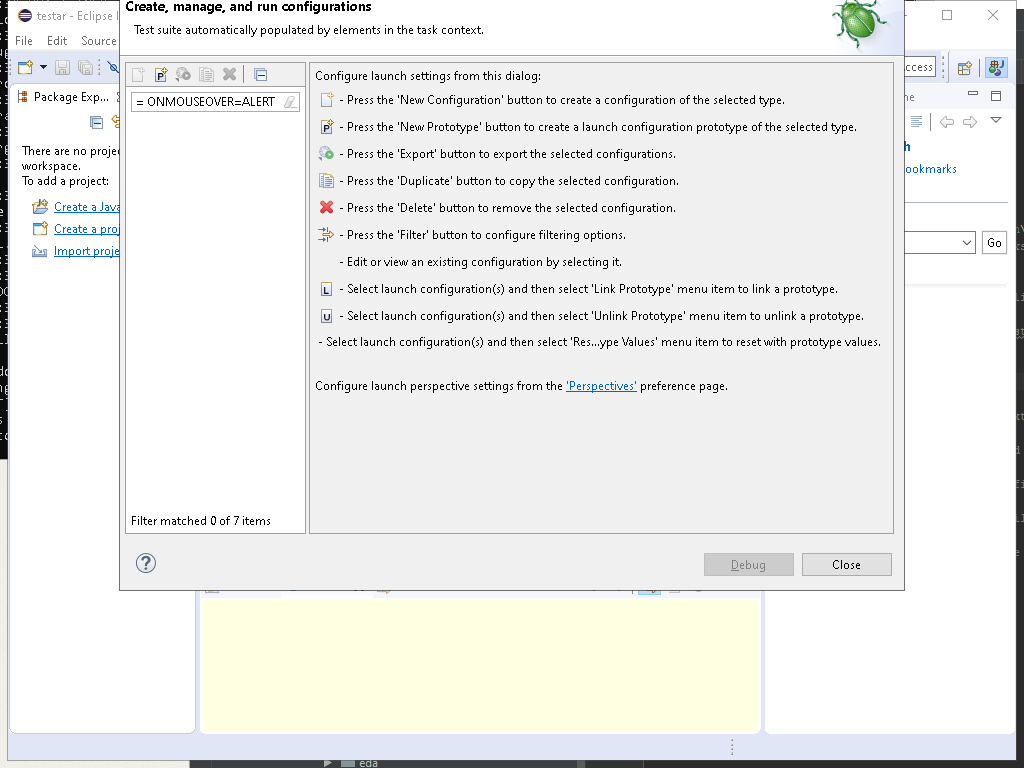 Create, manage, and run configurations
testar - Eclipse I
Test suite automatically populated by elements in the task context.
File Edit Source
Package Exp...
= ONMOUSEOVER=ALERT
There are no
workspace.
To add a project:
Create a Java
Create a
Import
Configure launch settings from this dialog:
- Press the 'New Configuration' button to create a configuration of the selected type.
- Press the 'New Prototype' button to create a launch configuration prototype of the selected type.
- Press the 'Export' button to export the selected configurations.
- Press the 'Duplicate' button to copy the selected configuration.
- Press the 'Delete' button to remove the selected configuration.
- Press the 'Filter' button to configure filtering options.
- Edit or view an existing configuration by selecting it.
- Select launch configuration(s) and then select 'Link Prototype' menu item to link a prototype.
- Select launch configuration(s) and then select 'Unlink Prototype' menu item to unlink a prototype.
- Select launch configuration(s) and then select 'Res...ype Values' menu item to reset with prototype values.
Configure launch perspective settings from the 'Perspectives' preference page.
Filter matched 0 of 7 items
Debug
Close
Go
eda